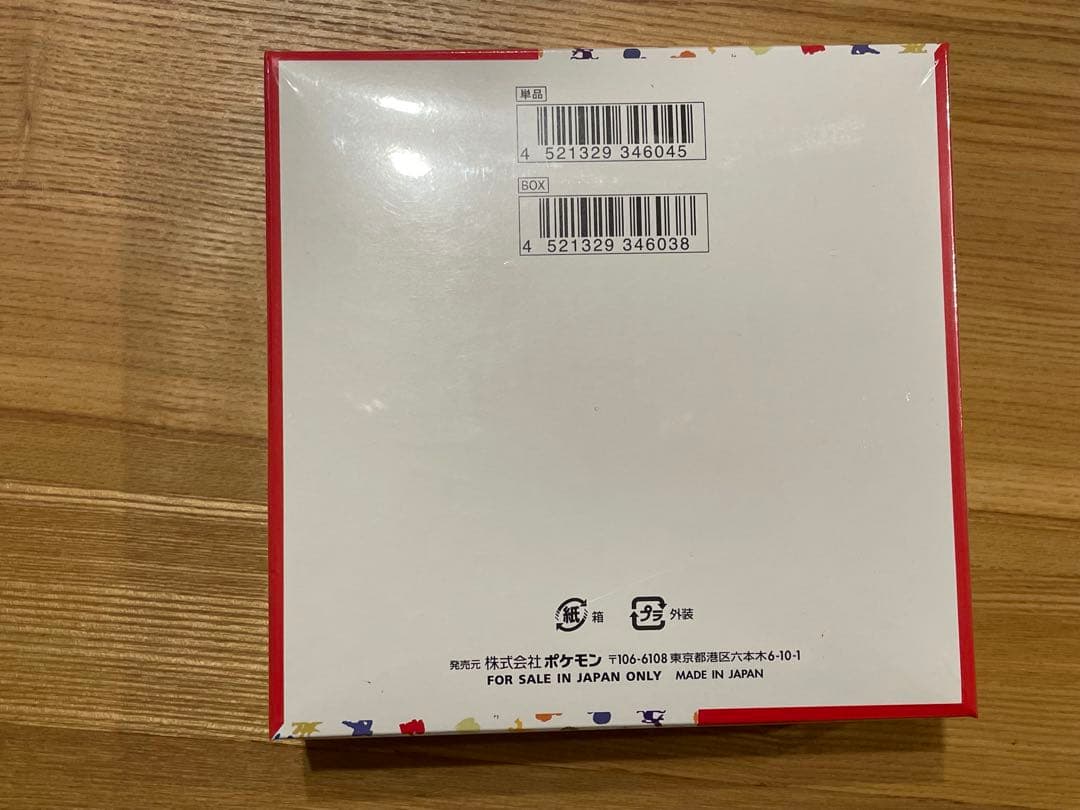 単品
4 521329 346045
BOX
4 521329 346038
紙 箱 プラ 外装
発売元 株式会社 ポケモン 〒106-6108 東京都港区六本木6-10-1
FOR SALE IN JAPAN ONLY MADE IN JAPAN